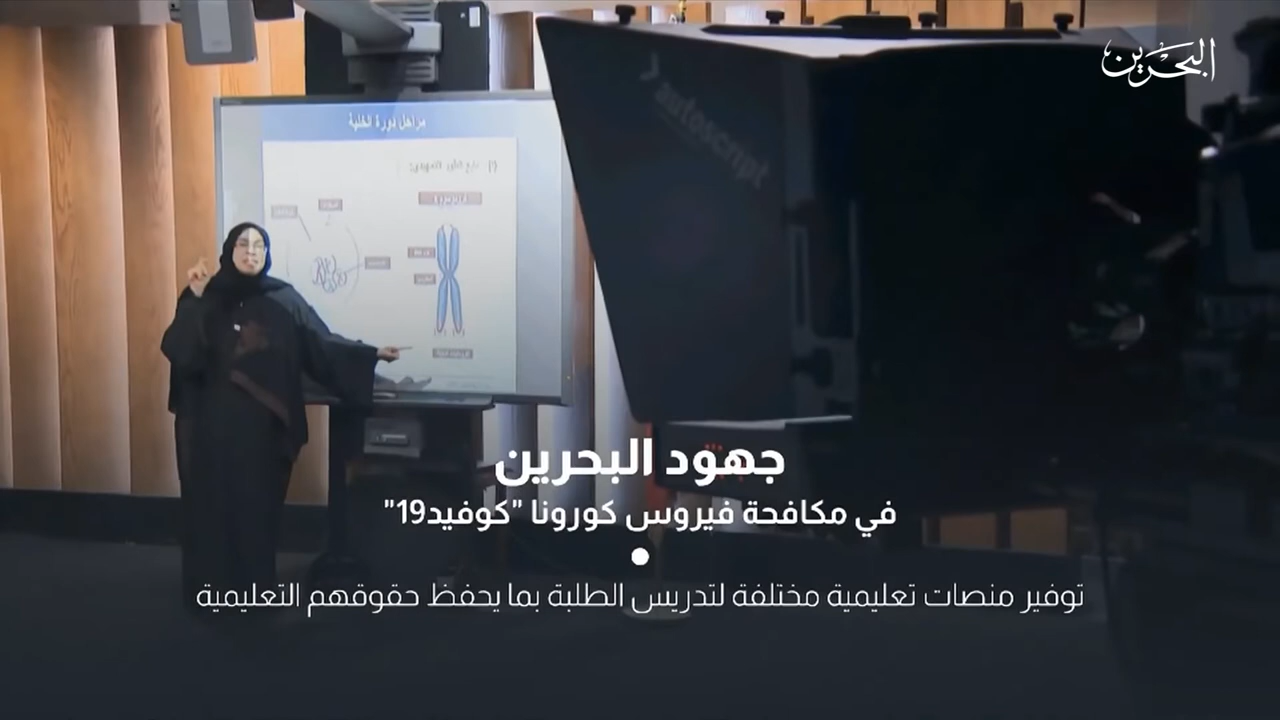 البحرين
autoscript
مراحل دورة الخلية
جهود البحرين
في مكافحة فيروس كورونا "كوفيد19"
توفير منصات تعليمية مختلفة لتدريس الطلبة بما يحفظ حقوقهم التعليمية